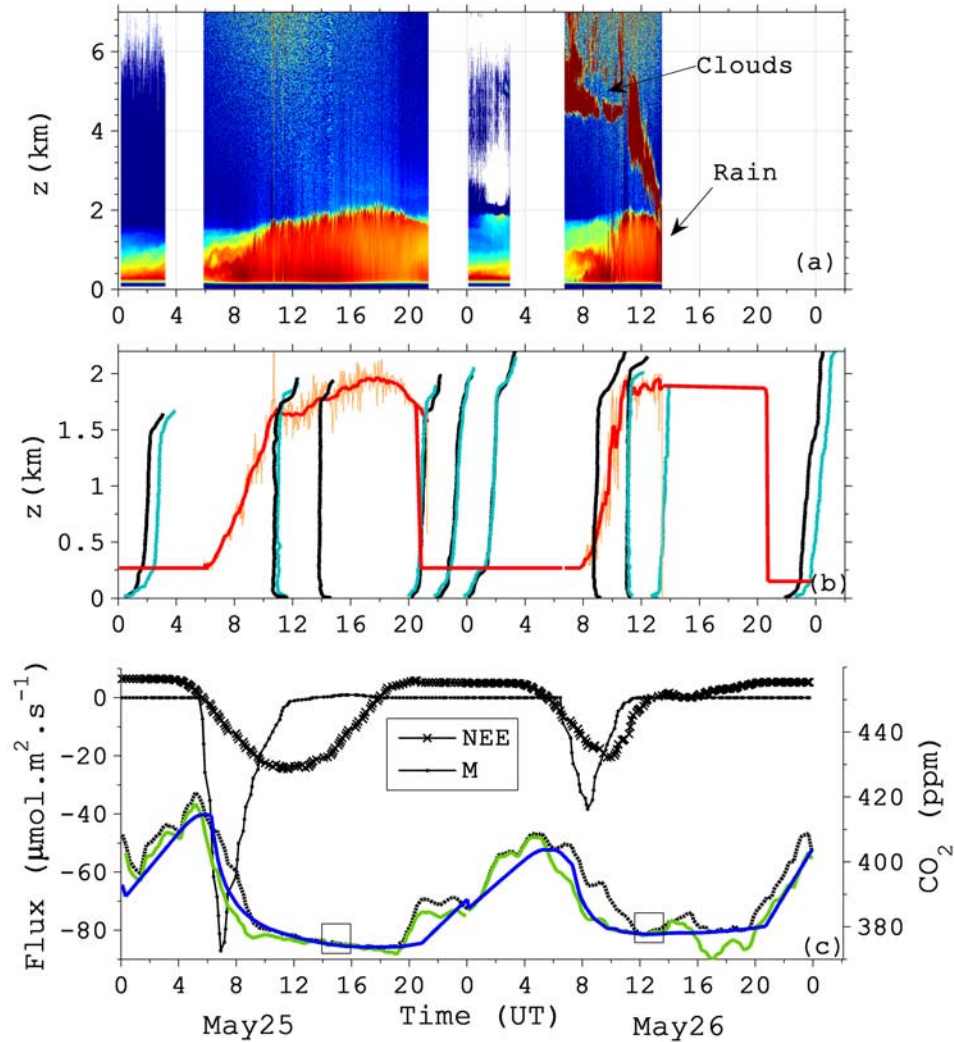 6
Clouds
z(km)
4
Rain
2
(a)
0
0 4 8 12 16 20 0 4 8 12 16 20 0
2
1.5
z(km)
1
0.5
0
(b)
0 4 8 12 16 20 0 4 8 12 16 20 0
0
450
-20
NEE
M
440
-40
420
Flux (μmol.m².s⁻¹)
CO₂ (ppm)
-60
400
-80
380
(c)
0 4 8 12 16 20 0 4 8 12 16 20 0
Time (UT)
May25
May26